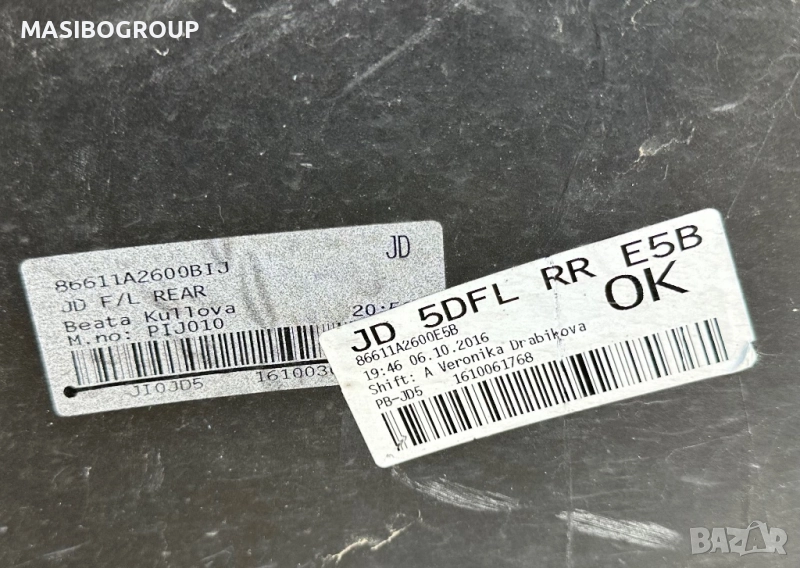 MASIBOGROUP
86611A2600BIJ
JD
JD F/L REAR
Beata Kullova
M.no: PIJ010
JI0JD5
JD 5DFL RR E5B
86611A2600E5B
OK
19:46 06.10.2016
Shift: A Veronika Drabikova
PB-JD5 1610061768
BAZAR